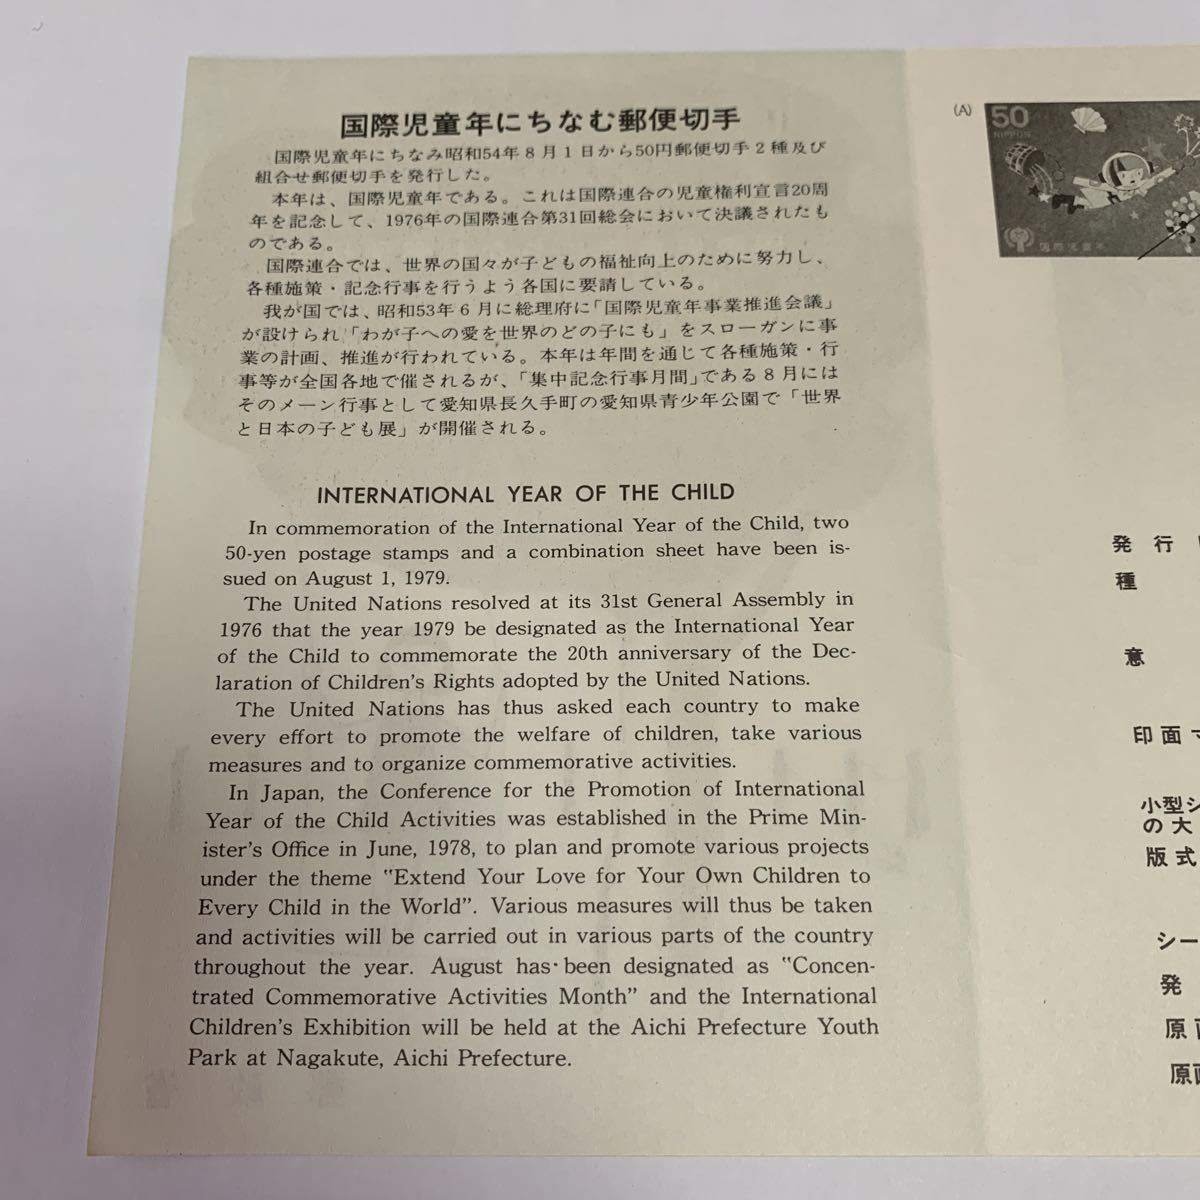 国際児童年にちなむ郵便切手
国際児童年にちなみ昭和54年8月1日から50円郵便切手2種及び
組合せ郵便切手を発行した。
本年は、国際児童年である。これは国際連合の児童権利宣言20周
年を記念して、1976年の国際連合第31回総会において決議されたも
のである。
国際連合では、世界の国々が子どもの福祉向上のために努力し、
各種施策・記念行事を行うよう各国に要請している。
我が国では、昭和53年6月に総理府に「国際児童年事業推進会議」
が設けられ「わが子への愛を世界のどの子にも」をスローガンに事
業の計画、推進が行われている。本年は年間を通じて各種施策・行
事等が全国各地で催されるが、「集中記念行事月間」である8月には
そのメーン行事として愛知県長久手町の愛知県青少年公園で「世界
と日本の子ども展」が開催される。
INTERNATIONAL YEAR OF THE CHILD
In commemoration of the International Year of the Child, two
50-yen postage stamps and a combination sheet have been is-
sued on August 1, 1979.
The United Nations resolved at its 31st General Assembly in
1976 that the year 1979 be designated as the International Year
of the Child to commemorate the 20th anniversary of the Dec-
laration of Children's Rights adopted by the United Nations.
The United Nations has thus asked each country to make
every effort to promote the welfare of children, take various
measures and to organize commemorative activities.
In Japan, the Conference for the Promotion of International
Year of the Child Activities was established in the Prime Min-
ister's Office in June, 1978, to plan and promote various projects
under the theme "Extend Your Love for Your Own Children to
Every Child in the World". Various measures will thus be taken
and activities will be carried out in various parts of the country
throughout the year. August has been designated as "Concen-
trated Commemorative Activities Month" and the International
Children's Exhibition will be held at the Aichi Prefecture Youth
Park at Nagakute, Aichi Prefecture.
(A)
50
NIPPON
国際児童年
発行
種
意
印面
小型シ
の大
版式
シー
発
原
原